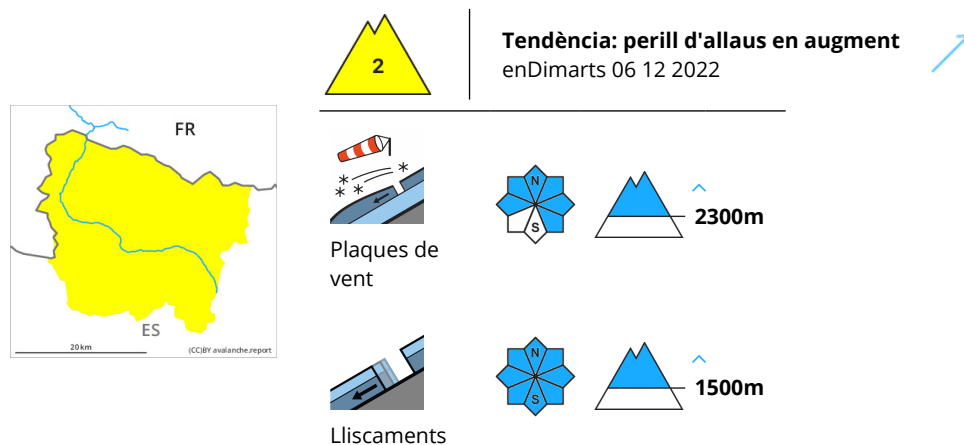 2
Tendència: perill d'allaus en augment
enDimarts 06 12 2022
FR
ES
20 km
(CC)BY avalanche.report
N
S
2300m
Plaques de
vent
N
S
1500m
Lliscaments